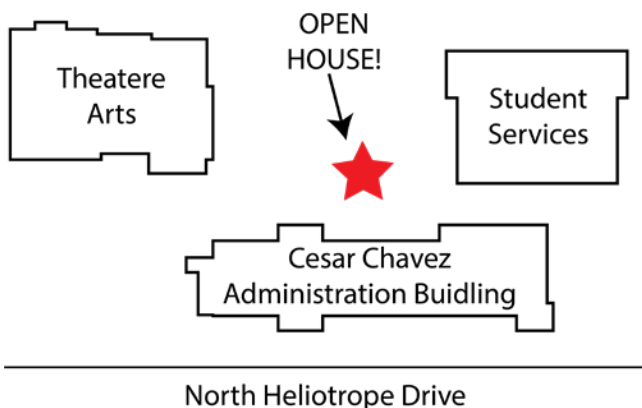 OPEN
HOUSE!
Theatere
Arts
Student
Services
Cesar Chavez
Administration Buidling
North Heliotrope Drive